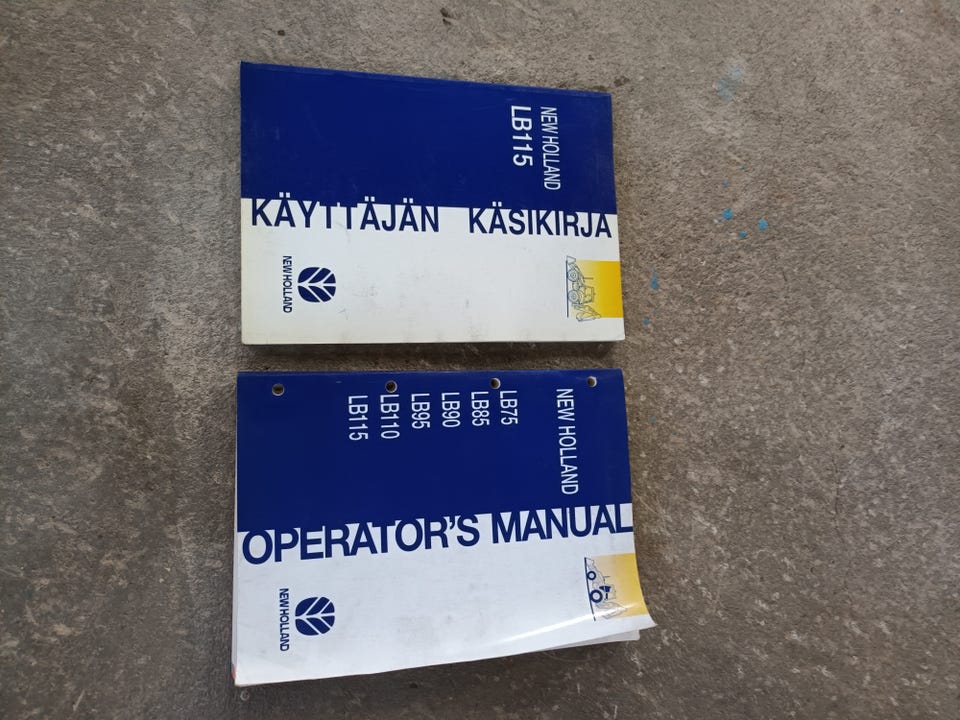 NEW HOLLAND
LB115
KÄYTTÄJÄN KÄSIKIRJA
NEW HOLLAND
NEW HOLLAND
LB75
LB85
LB90
LB95
LB110
LB115
OPERATOR'S MANUAL
NEW HOLLAND